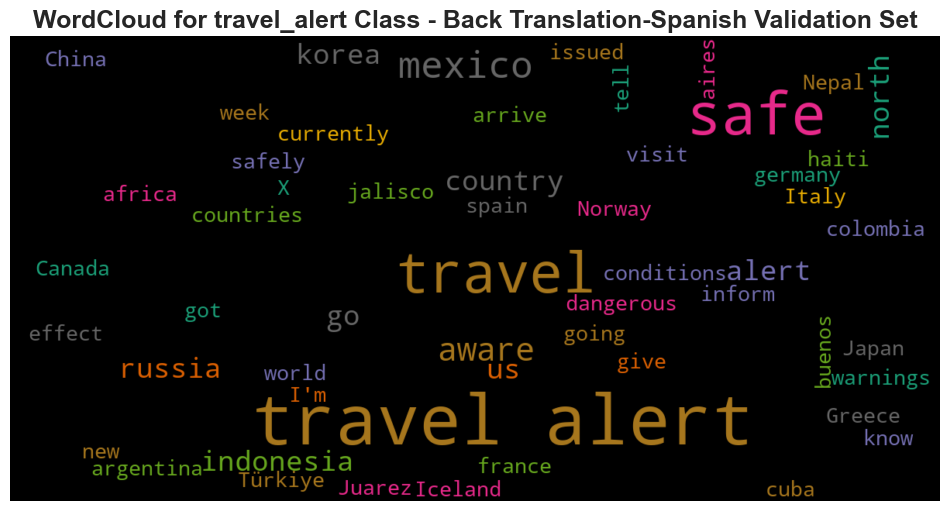 WordCloud for travel_alert Class - Back Translation-Spanish Validation Set
China
korea
mexico
issued
tell
aires
Nepal
north
safe
week
currently
arrive
safely
visit
haiti
germany
africa
X
jalisco
country
Italy
countries
spain
Norway
colombia
Canada
travel
conditions
alert
inform
dangerous
got
go
effect
going
aware
buenos
Japan
russia
world
us
give
warnings
I'm
travel alert
Greece
know
new
argentina
indonesia
france
Türkiye
Juarez
Iceland
cuba